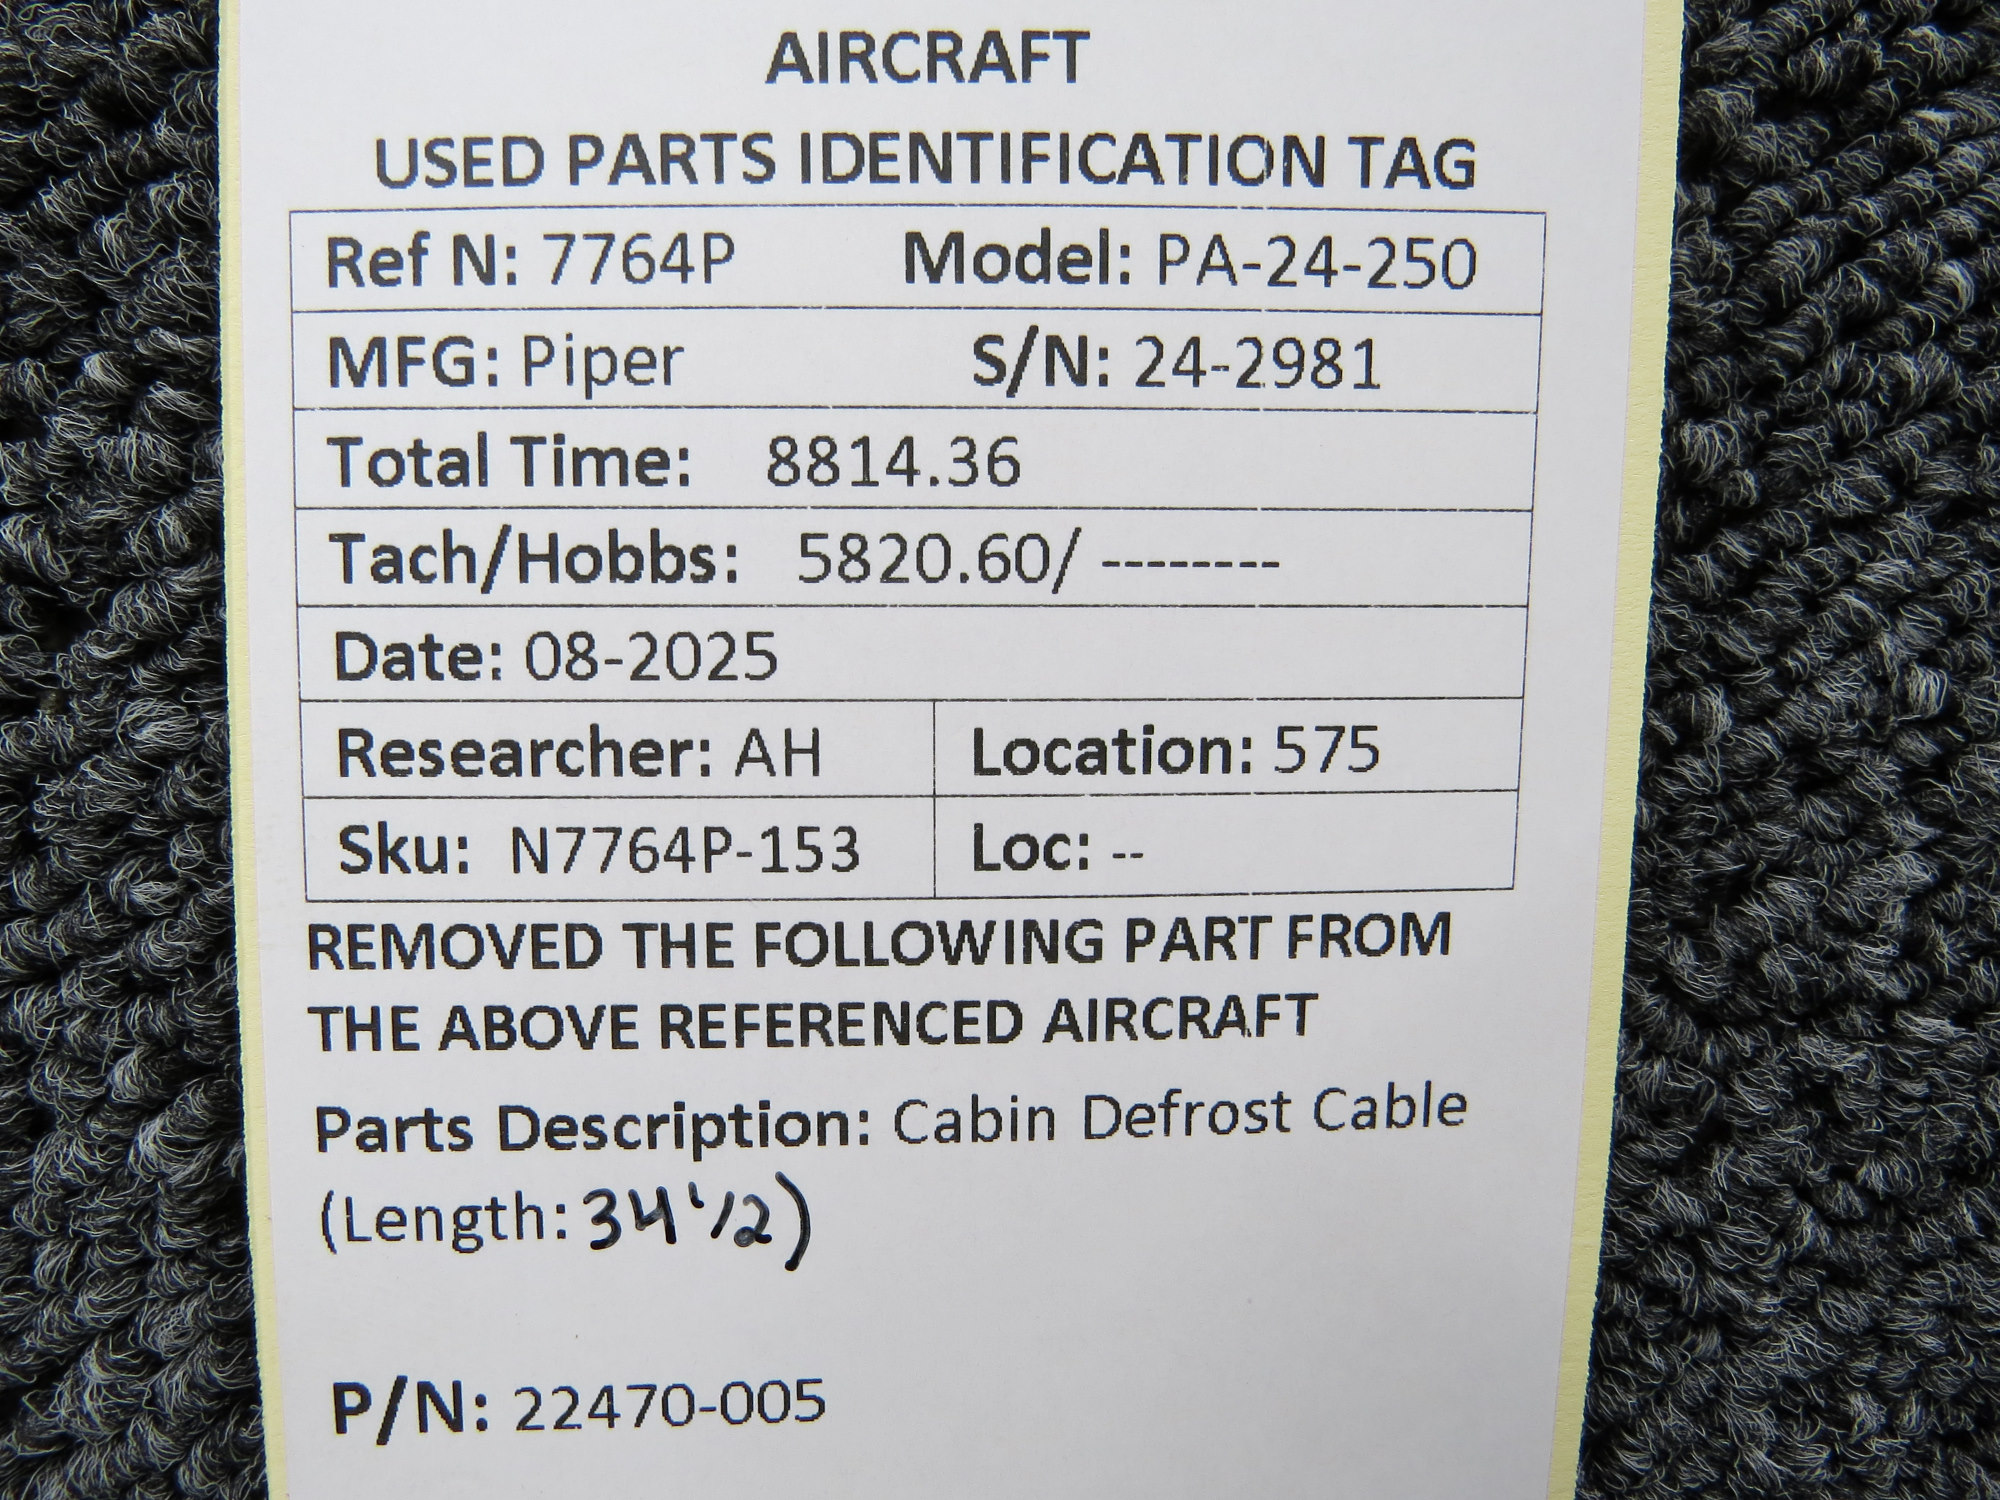 AIRCRAFT
USED PARTS IDENTIFICATION TAG
Ref N: 7764P Model: PA-24-250
MFG: Piper S/N: 24-2981
Total Time: 8814.36
Tach/Hobbs: 5820.60/ --------
Date: 08-2025
Researcher: AH Location: 575
Sku: N7764P-153 Loc: --
REMOVED THE FOLLOWING PART FROM
THE ABOVE REFERENCED AIRCRAFT
Parts Description: Cabin Defrost Cable
(Length: 34 1/2)
P/N: 22470-005